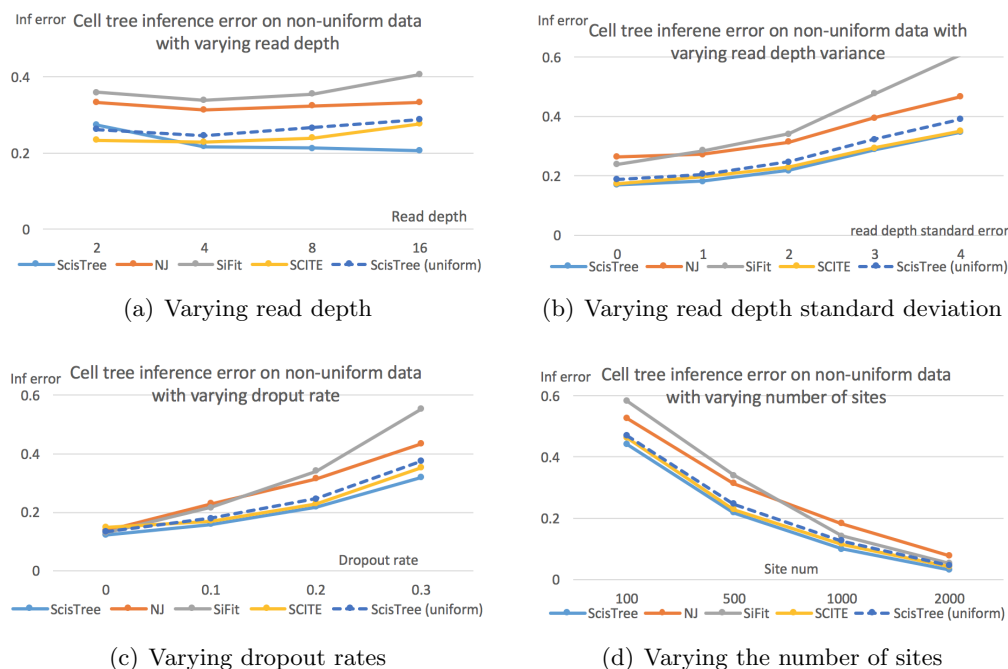 Inf error
Cell tree inference error on non-uniform data
with varying read depth
0.4
0.2
0
Read depth
2 4 8 16
ScisTree NJ SiFit SCITE ScisTree (uniform)
(a) Varying read depth
Inf error
Cell tree inferene error on non-uniform data with
varying read depth variance
0.6
0.4
0.2
0
read depth standard error
0 1 2 3 4
ScisTree NJ SiFit SCITE ScisTree (uniform)
(b) Varying read depth standard deviation
Inf error
Cell tree inference error on non-uniform data
with varying droput rate
0.6
0.4
0.2
0
Dropout rate
0 0.1 0.2 0.3
ScisTree NJ SiFit SCITE ScisTree (uniform)
(c) Varying dropout rates
Inf error
Cell tree inference error on non-uniform data
with varying number of sites
0.6
0.4
0.2
0
Site num
100 500 1000 2000
ScisTree NJ SiFit SCITE ScisTree (uniform)
(d) Varying the number of sites